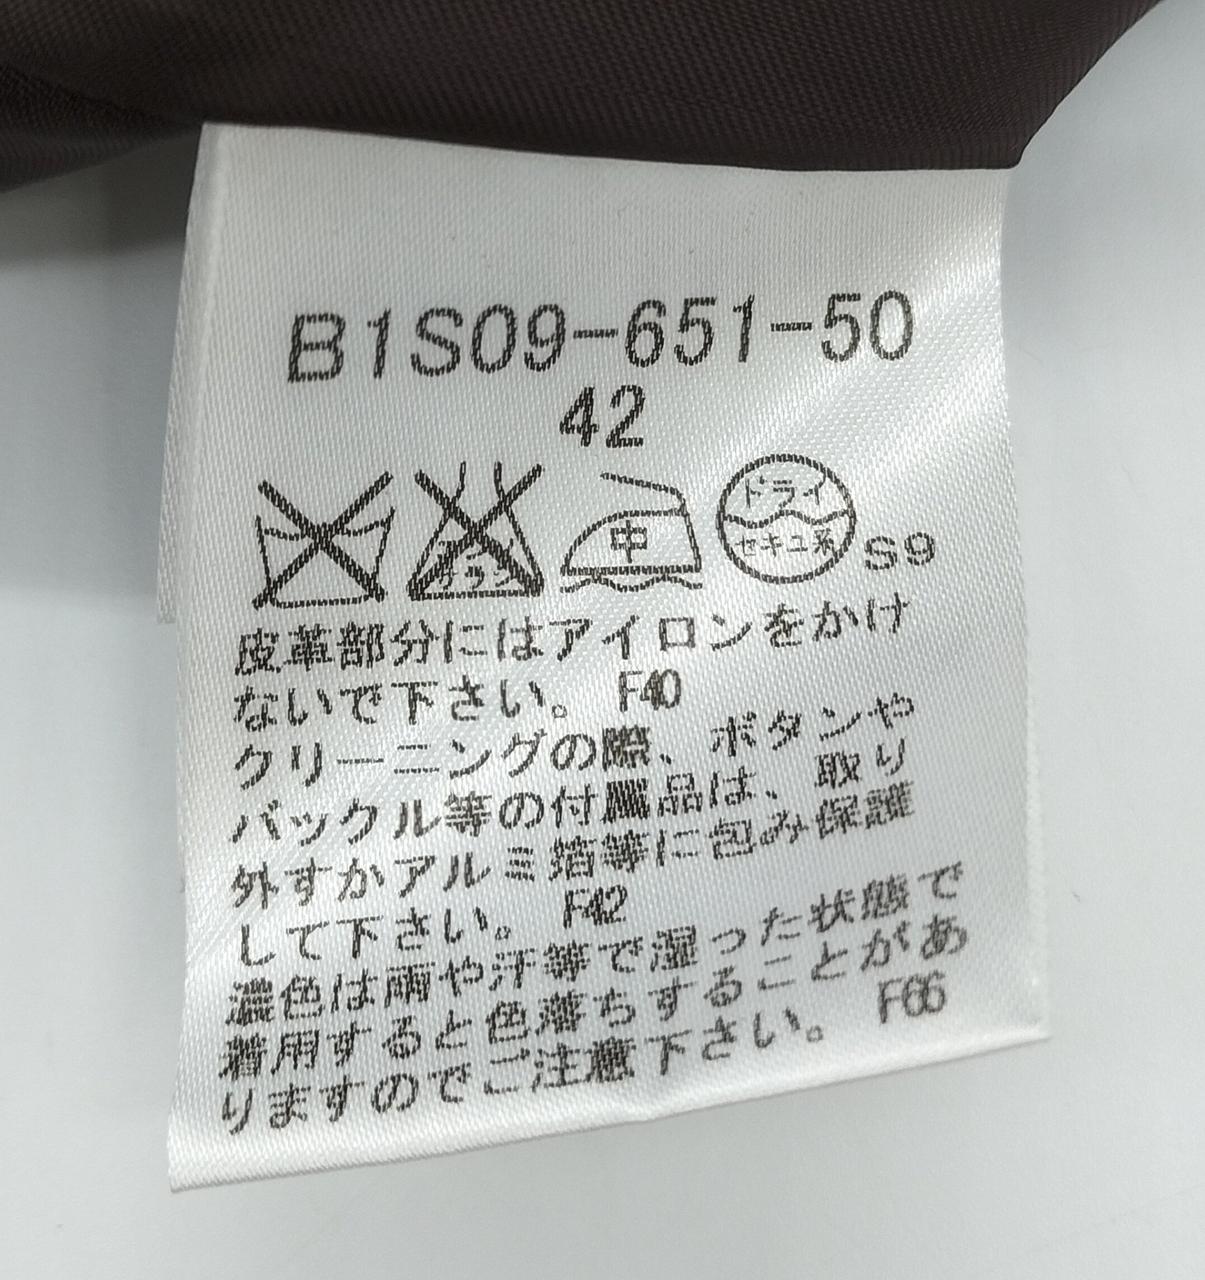 B1S09-651-50
42
中
ドライ
セキユ系
S9
皮革部分にはアイロンをかけ
ないで下さい。 F40
クリーニングの際、ボタンや
バックル等の付属品は、取り
外すかアルミ箔等に包み保護
して下さい。 F42
濃色は雨や汗等で湿った状態で
着用すると色落ちすることがあ
りますのでご注意下さい。 F66